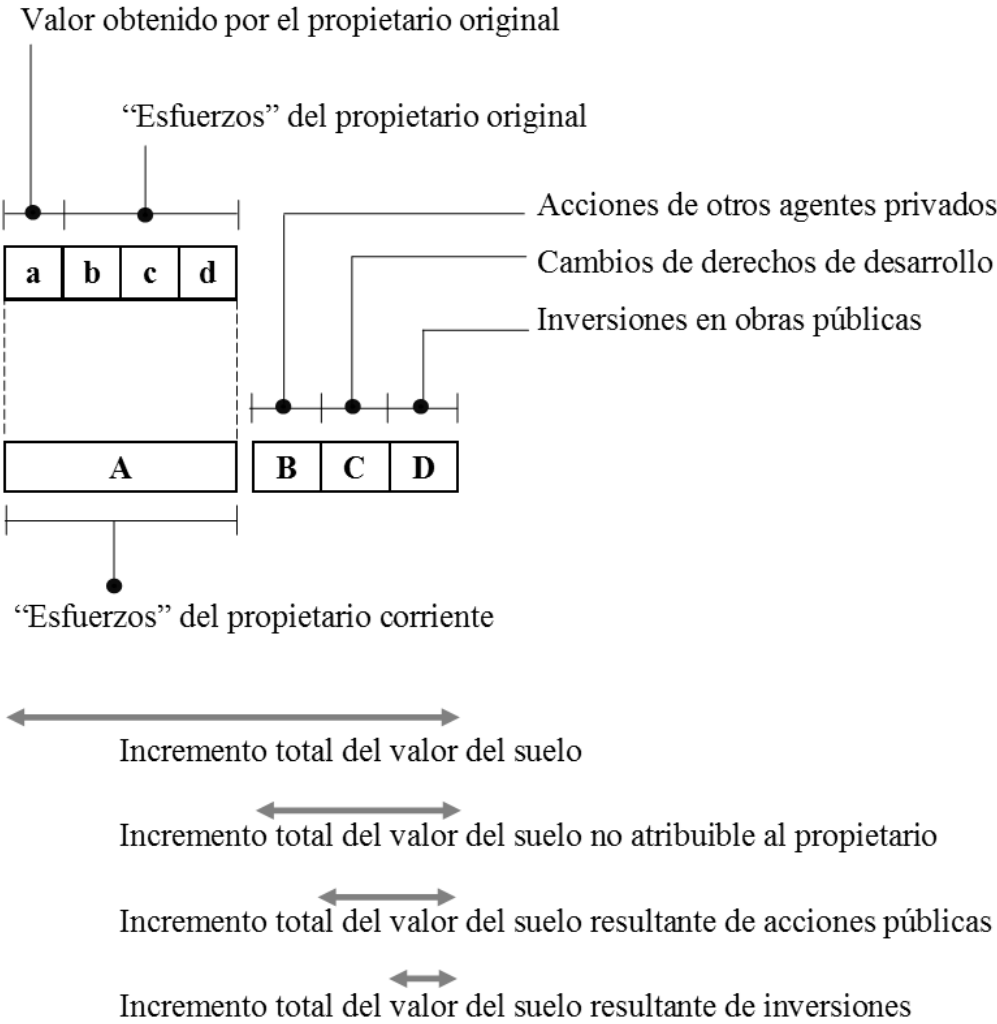 Valor obtenido por el propietario original
“Esfuerzos” del propietario original
Acciones de otros agentes privados
Cambios de derechos de desarrollo
Inversiones en obras públicas
a b c d
A B C D
“Esfuerzos” del propietario corriente
Incremento total del valor del suelo
Incremento total del valor del suelo no atribuible al propietario
Incremento total del valor del suelo resultante de acciones públicas
Incremento total del valor del suelo resultante de inversiones